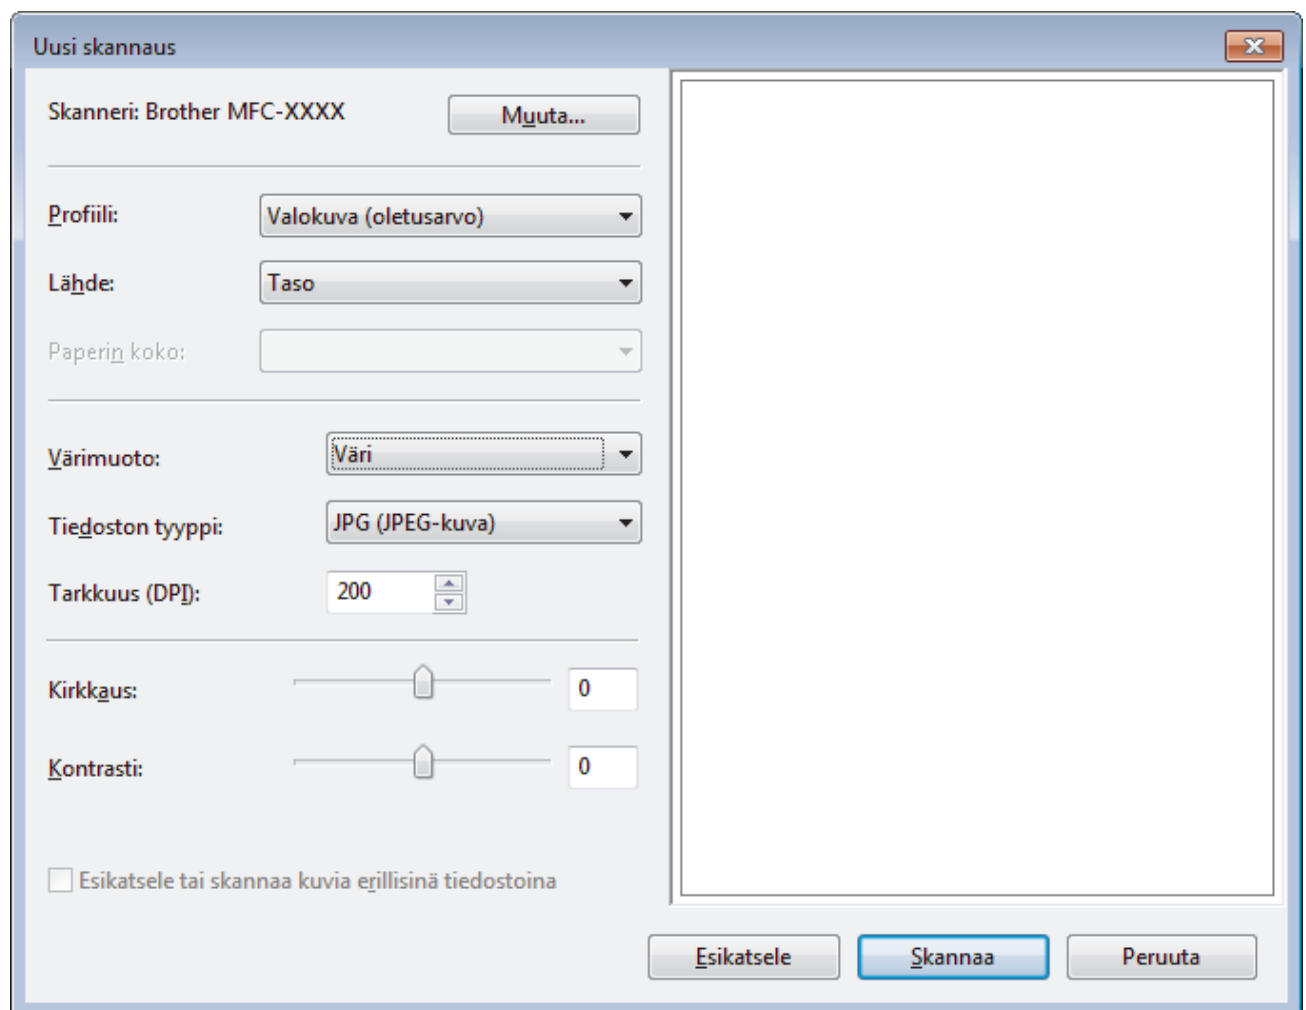 Uusi skannaus
Skanneri: Brother MFC-XXXX
Muuta...
Profiili:
Valokuva (oletusarvo)
Lähde:
Taso
Paperin koko:
Värimuoto:
Väri
Tiedoston tyyppi:
JPG (JPEG-kuva)
Tarkkuus (DPI):
200
Kirkkaus:
0
Kontrasti:
0
Esikatsele tai skannaa kuvia erillisinä tiedostoina
Esikatsele
Skannaa
Peruuta